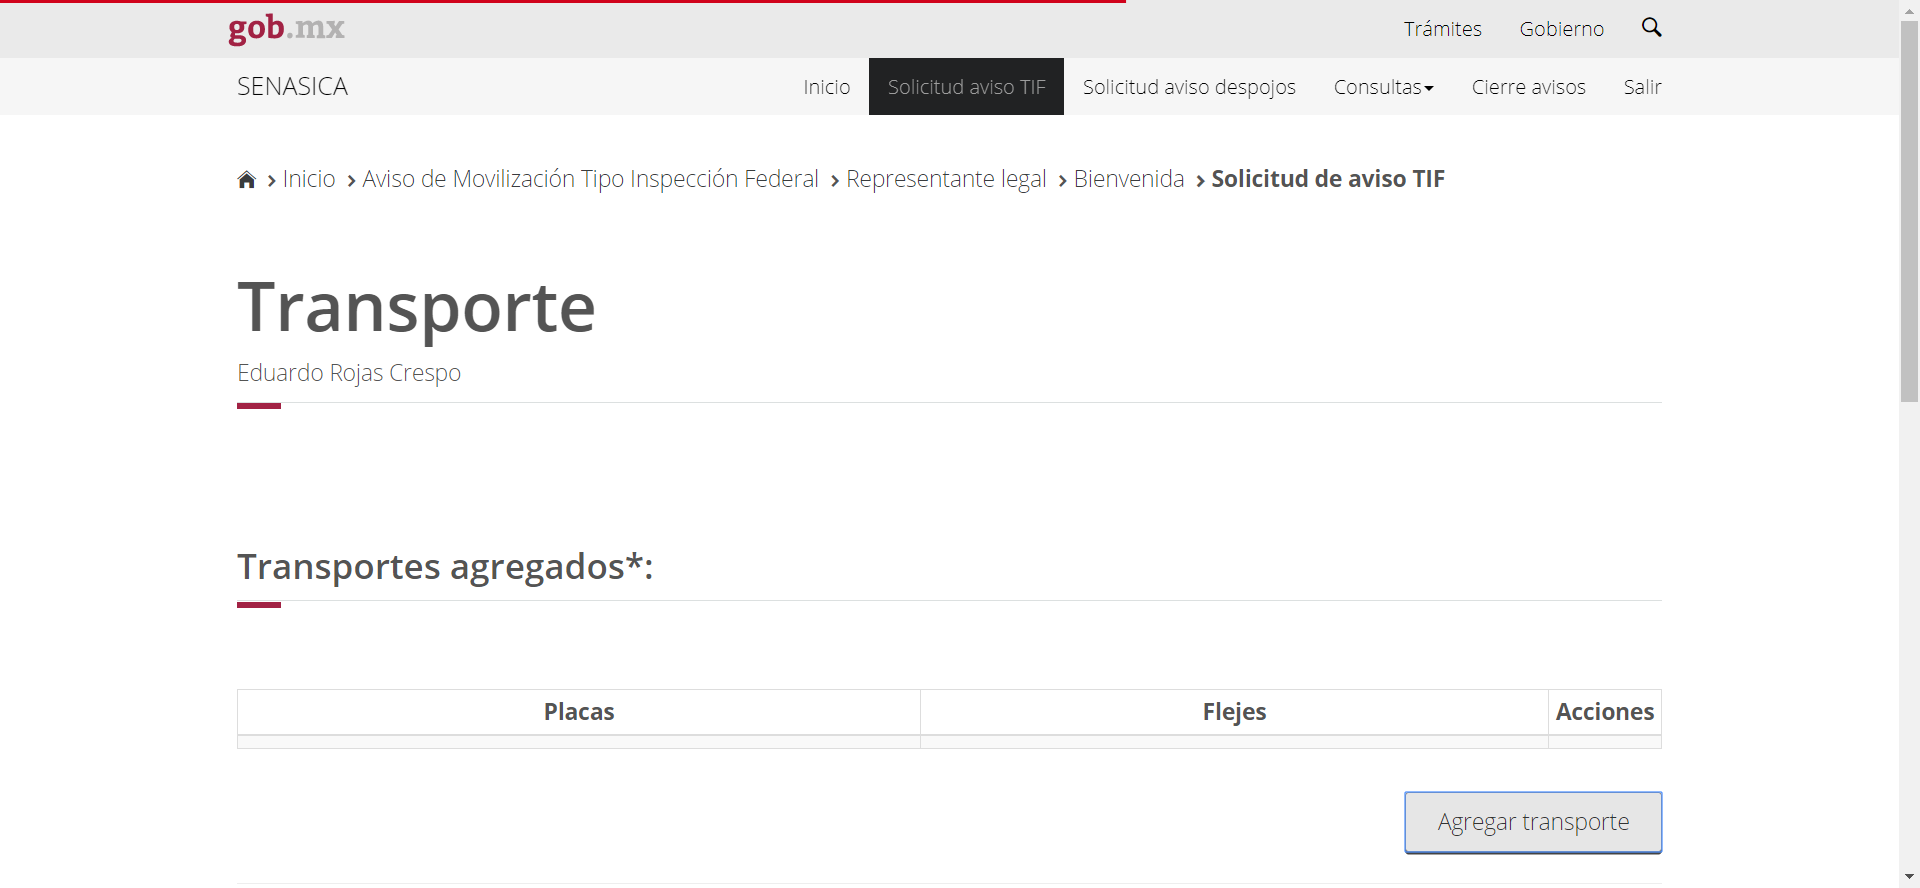 gob.mx
Trámites Gobierno
SENASICA
Inicio Solicitud aviso TIF Solicitud aviso despojos Consultas Cierre avisos Salir
Inicio Aviso de Movilización Tipo Inspección Federal Representante legal Bienvenida Solicitud de aviso TIF
Transporte
Eduardo Rojas Crespo
Transportes agregados*:
Placas Flejes Acciones
Agregar transporte